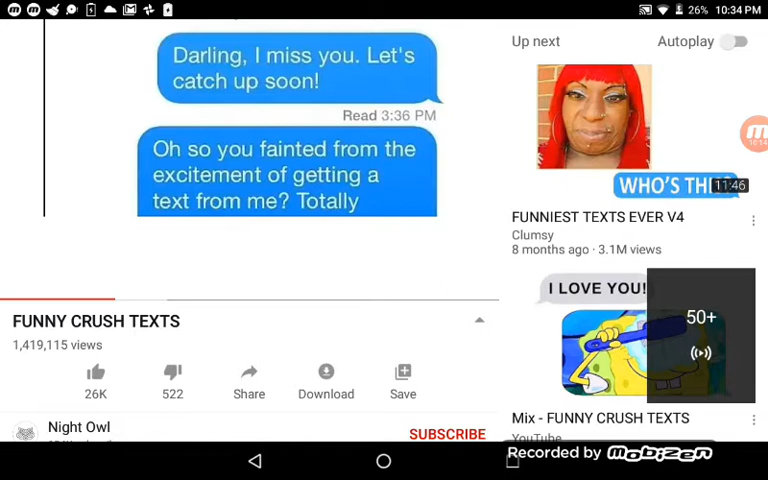 26% 10:34 PM
Darling, I miss you. Let's
catch up soon!
Read 3:36 PM
Oh so you fainted from the
excitement of getting a
text from me? Totally
FUNNY CRUSH TEXTS
1,419,115 views
26K
522
Share
Download
Save
Night Owl
SUBSCRIBE
Up next
Autoplay
10:14
WHO'S TH
11:46
FUNNIEST TEXTS EVER V4
Clumsy
8 months ago · 3.1M views
I LOVE YOU!
50+
Mix - FUNNY CRUSH TEXTS
YouTube
Recorded by Mobizen